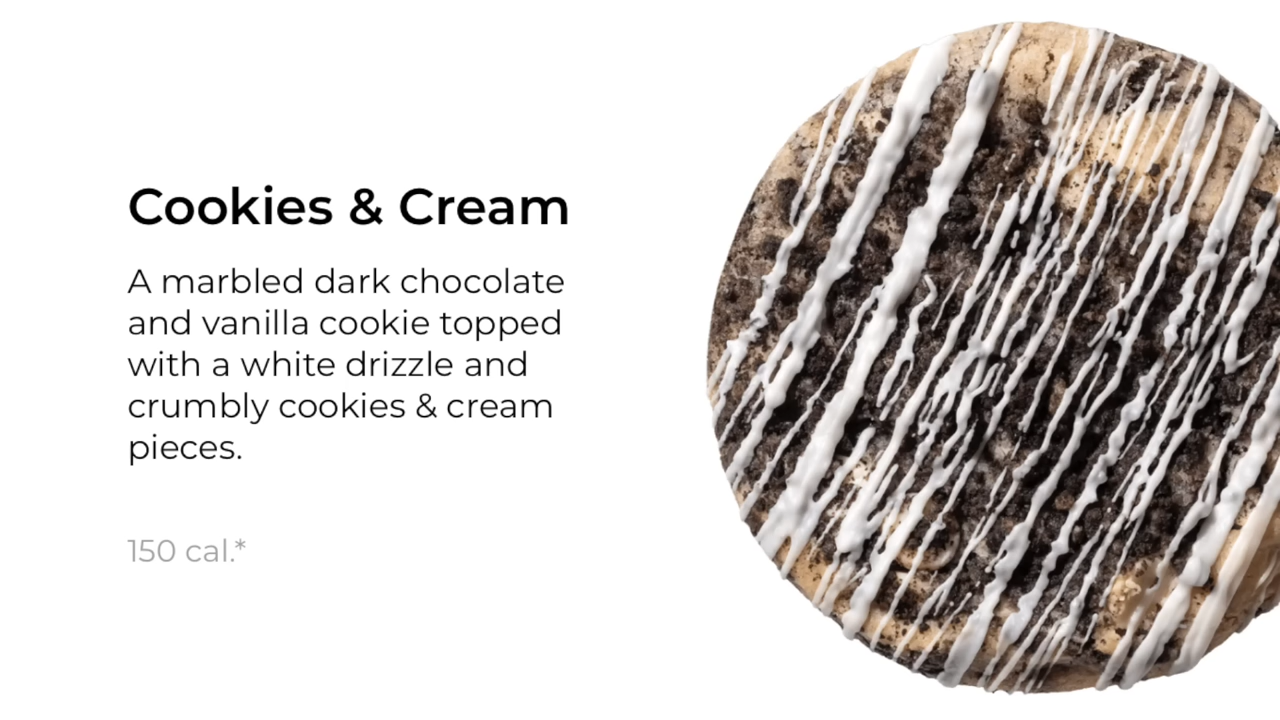 Cookies & Cream
A marbled dark chocolate
and vanilla cookie topped
with a white drizzle and
crumbly cookies & cream
pieces.
150 cal.*